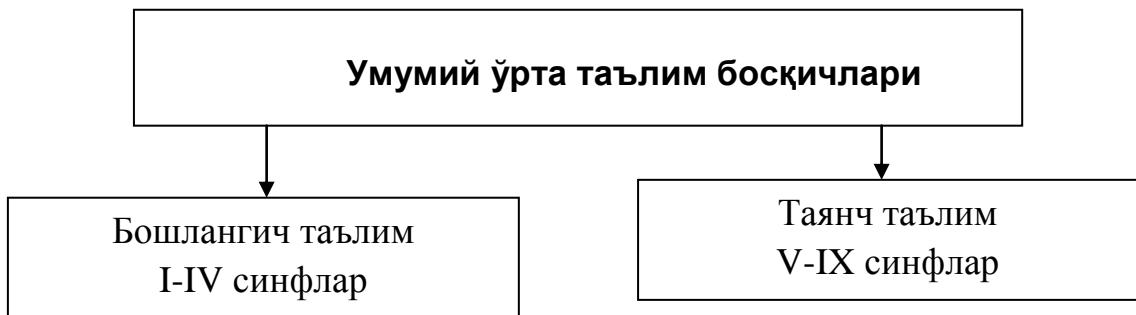 Умумий ўрта таълим босқичлари
Бошлангич таълим
I-IV синфлар
Таянч таълим
V-IX синфлар